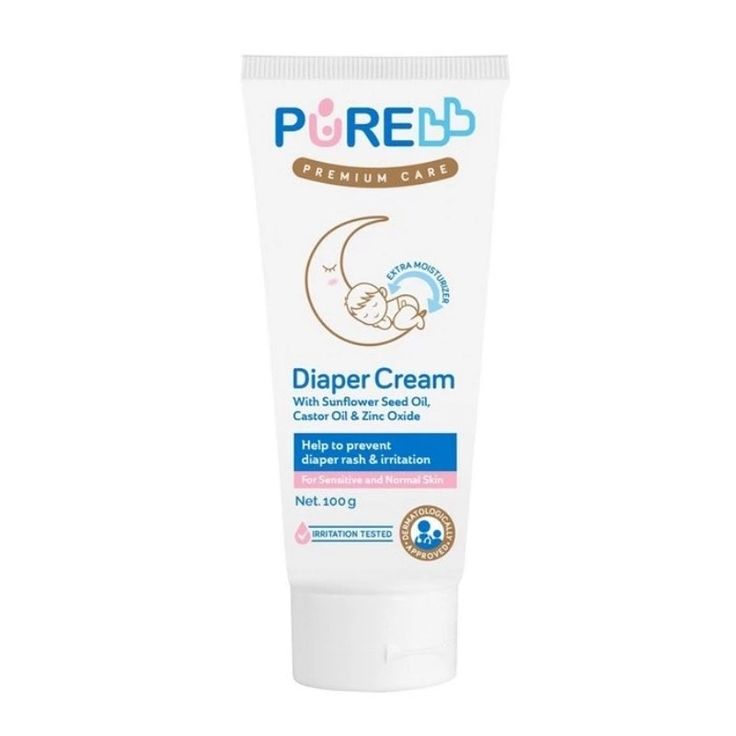 PUREBB
PREMIUM CARE
EXTRA MOISTURIZER
Diaper Cream
With Sunflower Seed Oil,
Castor Oil & Zinc Oxide
Help to prevent
diaper rash & irritation
For Sensitive and Normal Skin
Net. 100 g
IRRITATION TESTED
DERMATOLOGICALLY
APPROVED